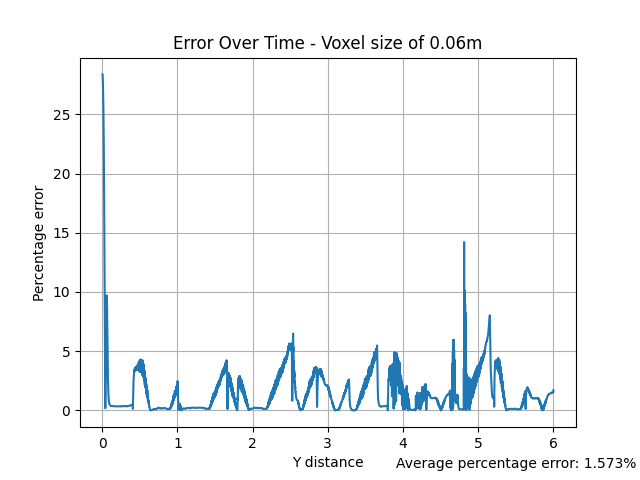 Error Over Time - Voxel size of 0.06m
Percentage error
25
20
15
10
5
0
0 1 2 3 4 5 6
Y distance
Average percentage error: 1.573%